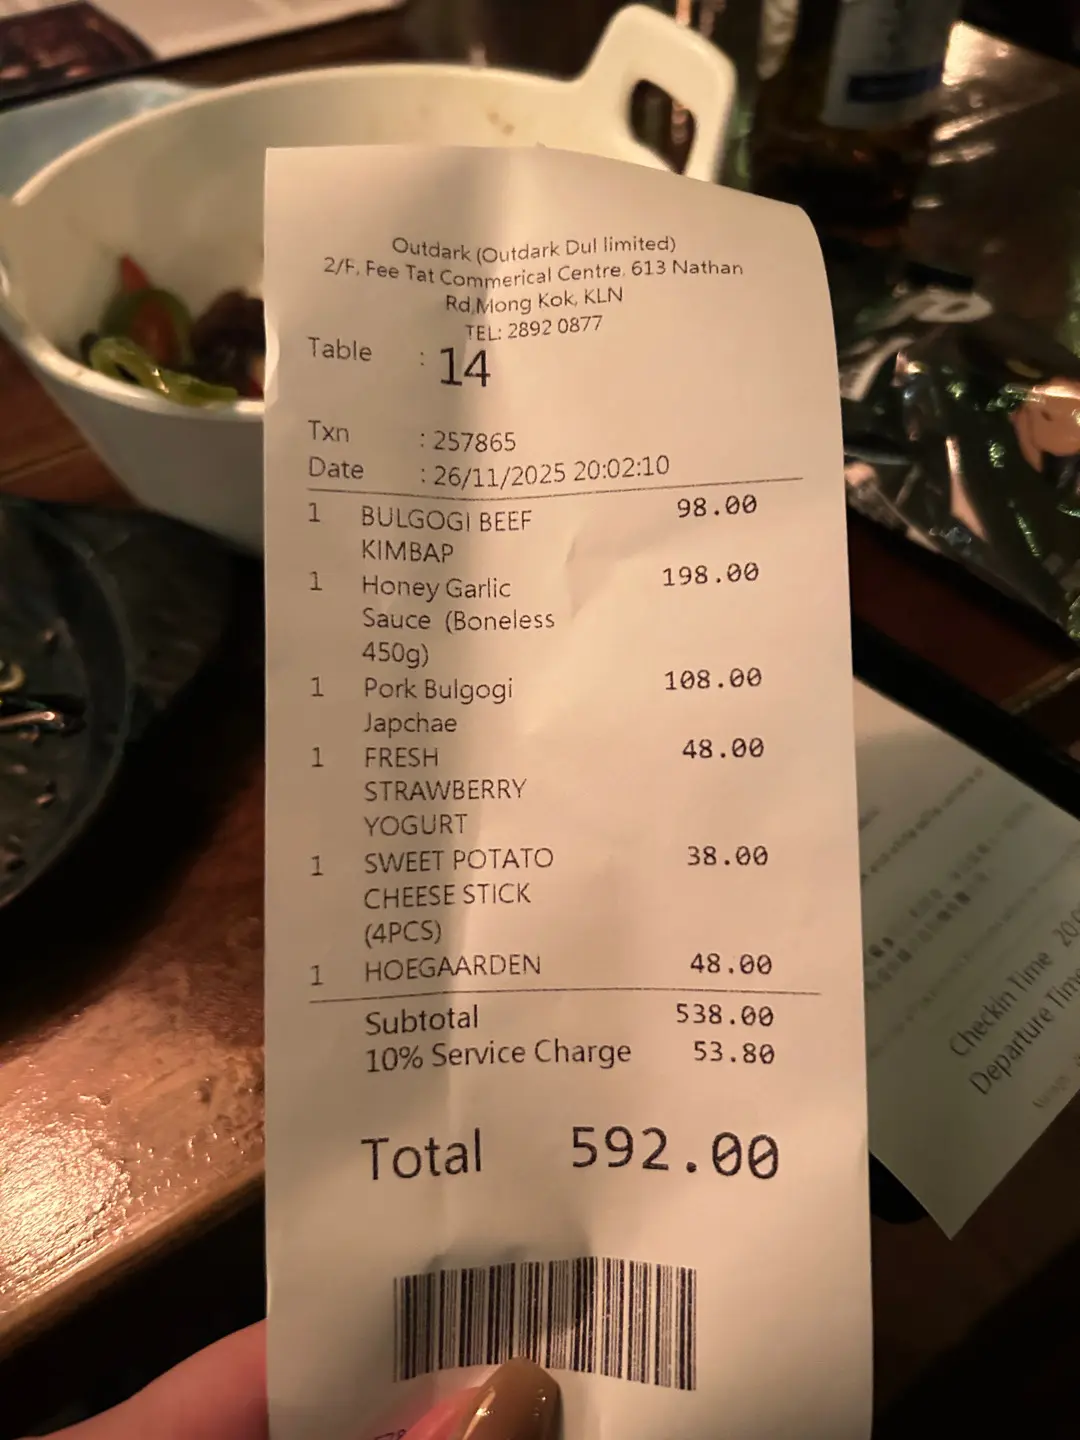 Outdark (Outdark Dul limited)
2/F, Fee Tat Commerical Centre, 613 Nathan
Rd,Mong Kok, KLN
TEL: 2892 0877
Table : 14
Txn : 257865
Date : 26/11/2025 20:02:10
1 BULGOGI BEEF 98.00
KIMBAP
1 Honey Garlic 198.00
Sauce (Boneless
450g)
1 Pork Bulgogi 108.00
Japchae
1 FRESH 48.00
STRAWBERRY
YOGURT
1 SWEET POTATO 38.00
CHEESE STICK
(4PCS)
1 HOEGAARDEN 48.00
Subtotal 538.00
10% Service Charge 53.80
Total 592.00
Checkin Time
Departure Time